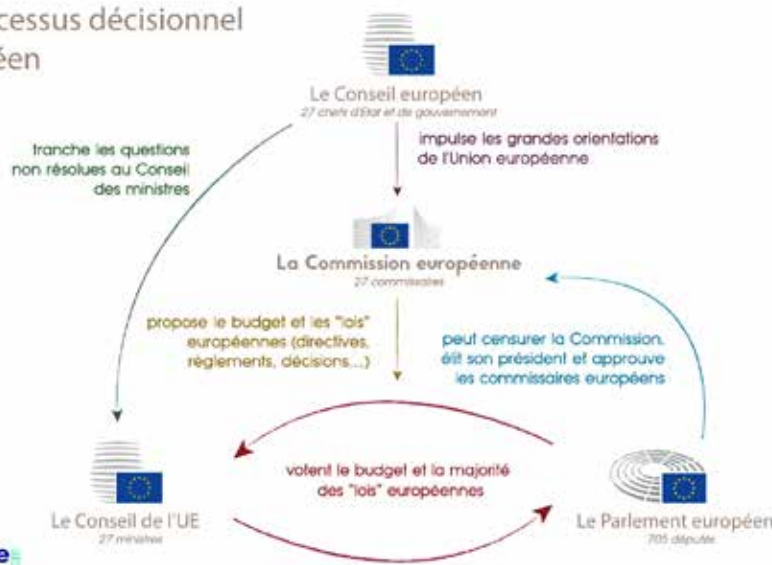 cessus décisionnel
éen
Le Conseil européen
27 chefs d'Etat et de gouvernement
tranche les questions
non résolues au Conseil
des ministres
impulse les grandes orientations
de l'Union européenne
La Commission européenne
27 commissaires
propose le budget et les "lois"
européennes (directives,
règlements, décisions...)
peut censurer la Commission,
élit son président et approuve
les commissaires européens
votent le budget et la majorité
des "lois" européennes
Le Conseil de l'UE
27 ministres
Le Parlement européen
705 députés
e